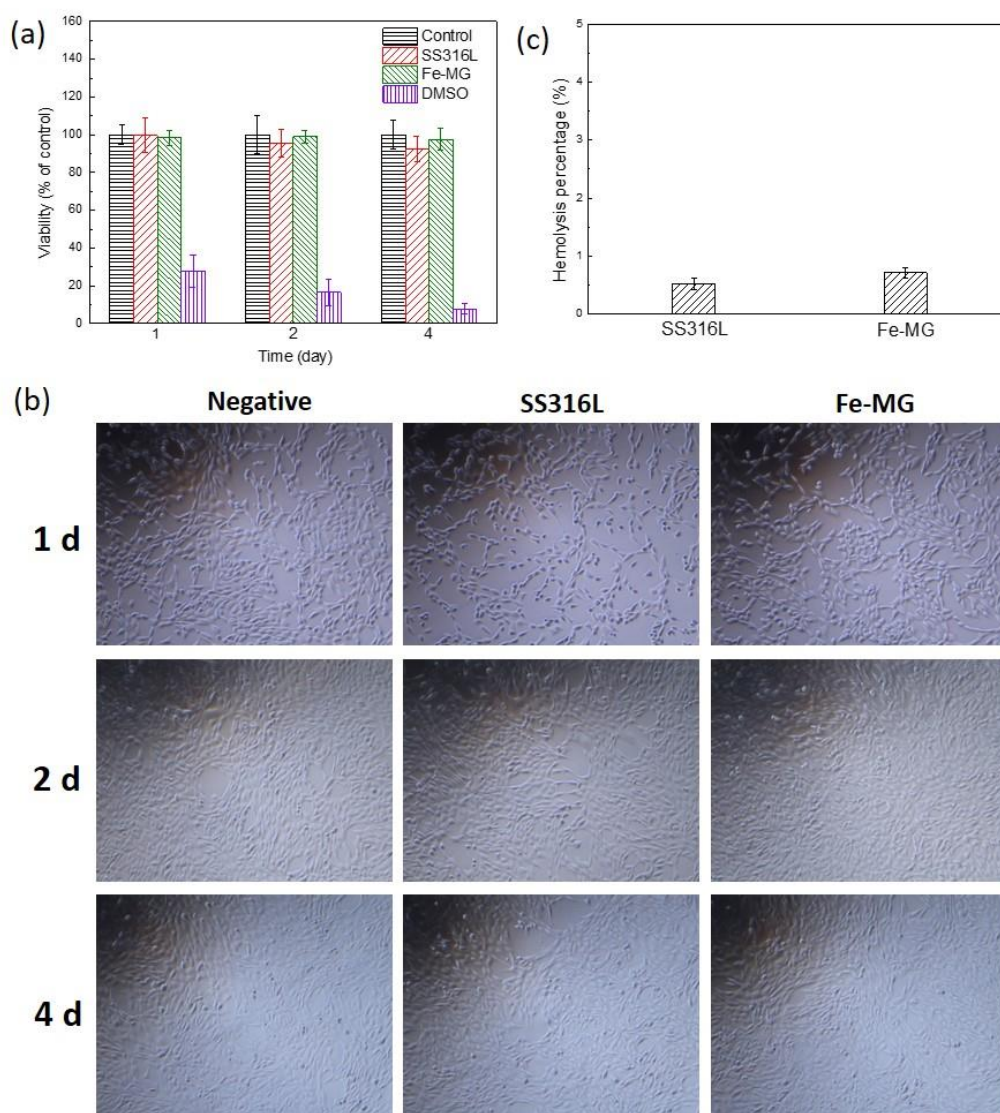 (a)
160
140
120
100
80
60
40
20
0
Viability (% of control)
Control
SS316L
Fe-MG
DMSO
1 2 4
Time (day)
(c)
5
4
3
2
1
0
Hemolysis percentage (%)
SS316L Fe-MG
(b)
Negative SS316L Fe-MG
1 d
2 d
4 d